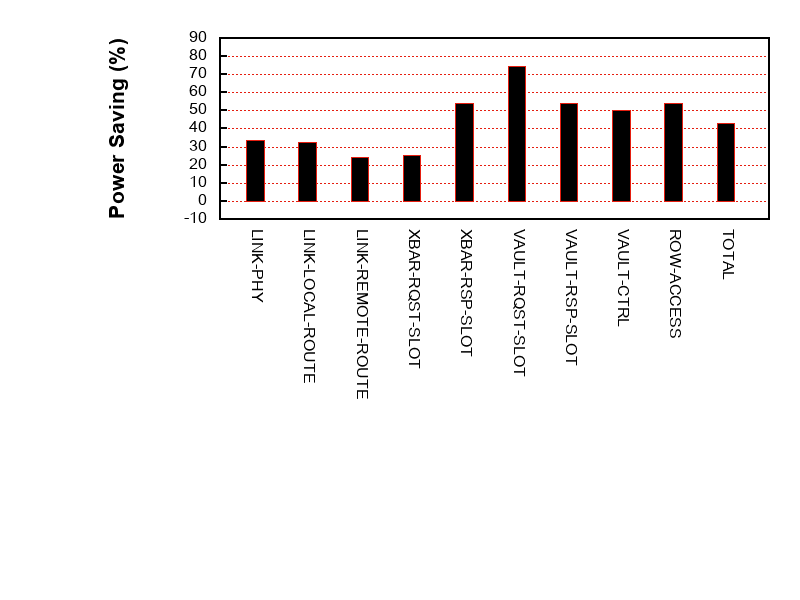 Power Saving (%)
90
80
70
60
50
40
30
20
10
0
-10
LINK-PHY
LINK-LOCAL-ROUTE
LINK-REMOTE-ROUTE
XBAR-RQST-SLOT
XBAR-RSP-SLOT
VAULT-RQST-SLOT
VAULT-RSP-SLOT
VAULT-CTRL
ROW-ACCESS
TOTAL